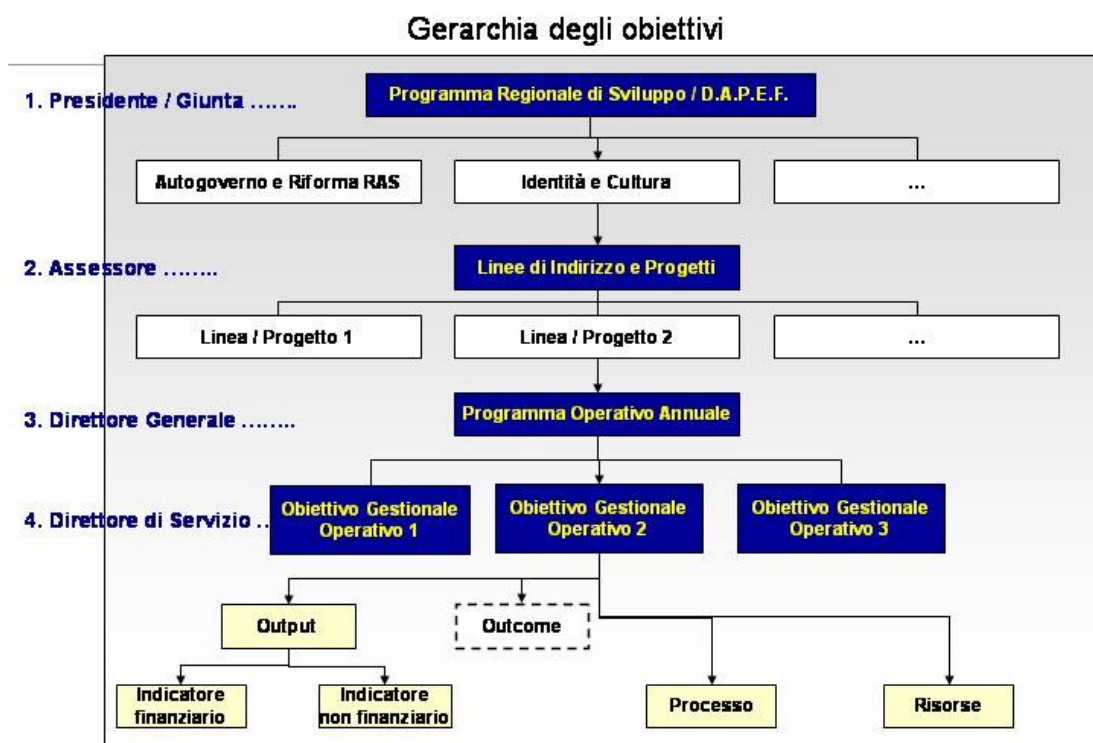 Gerarchia degli obiettivi
1. Presidente / Giunta .......
Programma Regionale di Sviluppo / D.A.P.E.F.
Autogoverno e Riforma RAS
Identità e Cultura
...
2. Assessore ........
Linee di Indirizzo e Progetti
Linea / Progetto 1
Linea / Progetto 2
...
3. Direttore Generale ........
Programma Operativo Annuale
4. Direttore di Servizio ..
Obiettivo Gestionale
Operativo 1
Obiettivo Gestionale
Operativo 2
Obiettivo Gestionale
Operativo 3
Output
Outcome
Indicatore
finanziario
Indicatore
non finanziario
Processo
Risorse